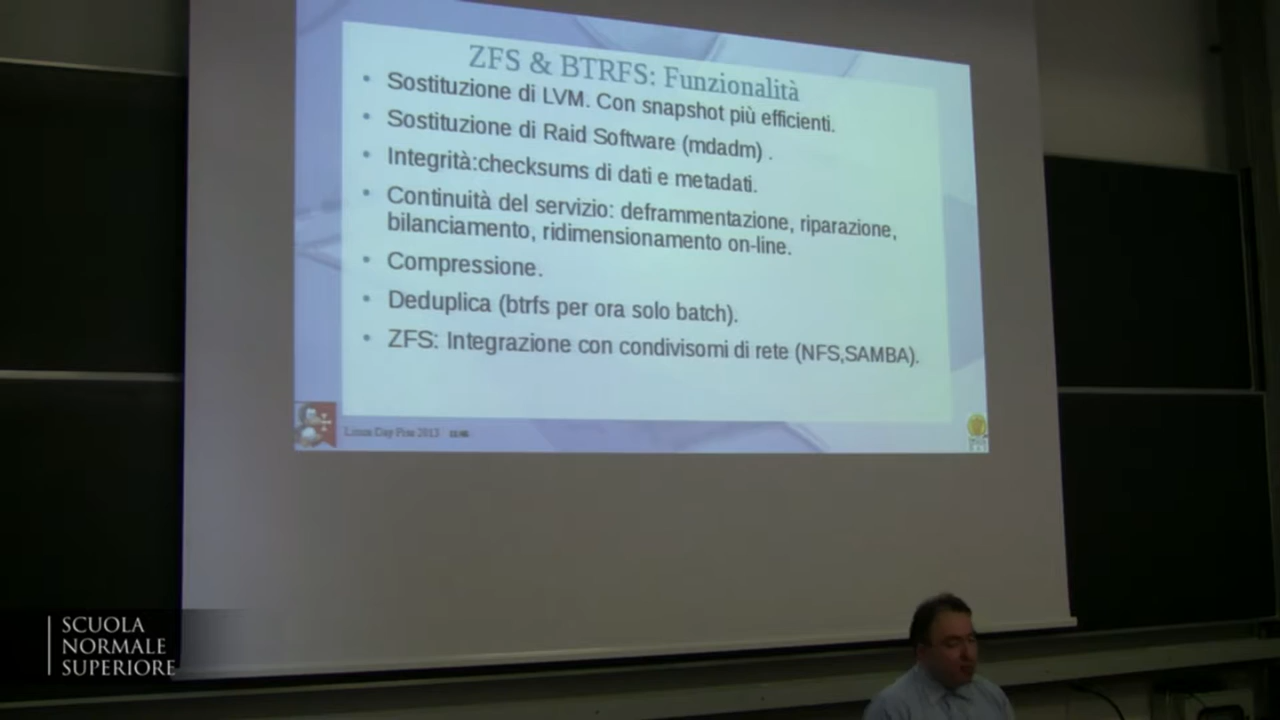 ZFS & BTRFS: Funzionalità
• Sostituzione di LVM. Con snapshot più efficienti.
• Sostituzione di Raid Software (mdadm) .
• Integrità:checksums di dati e metadati.
• Continuità del servizio: deframmentazione, riparazione,
bilanciamento, ridimensionamento on-line.
• Compressione.
• Deduplica (btrfs per ora solo batch).
• ZFS: Integrazione con condivisomi di rete (NFS,SAMBA).
Linux Day Pisa 2013
SCUOLA
NORMALE
SUPERIORE